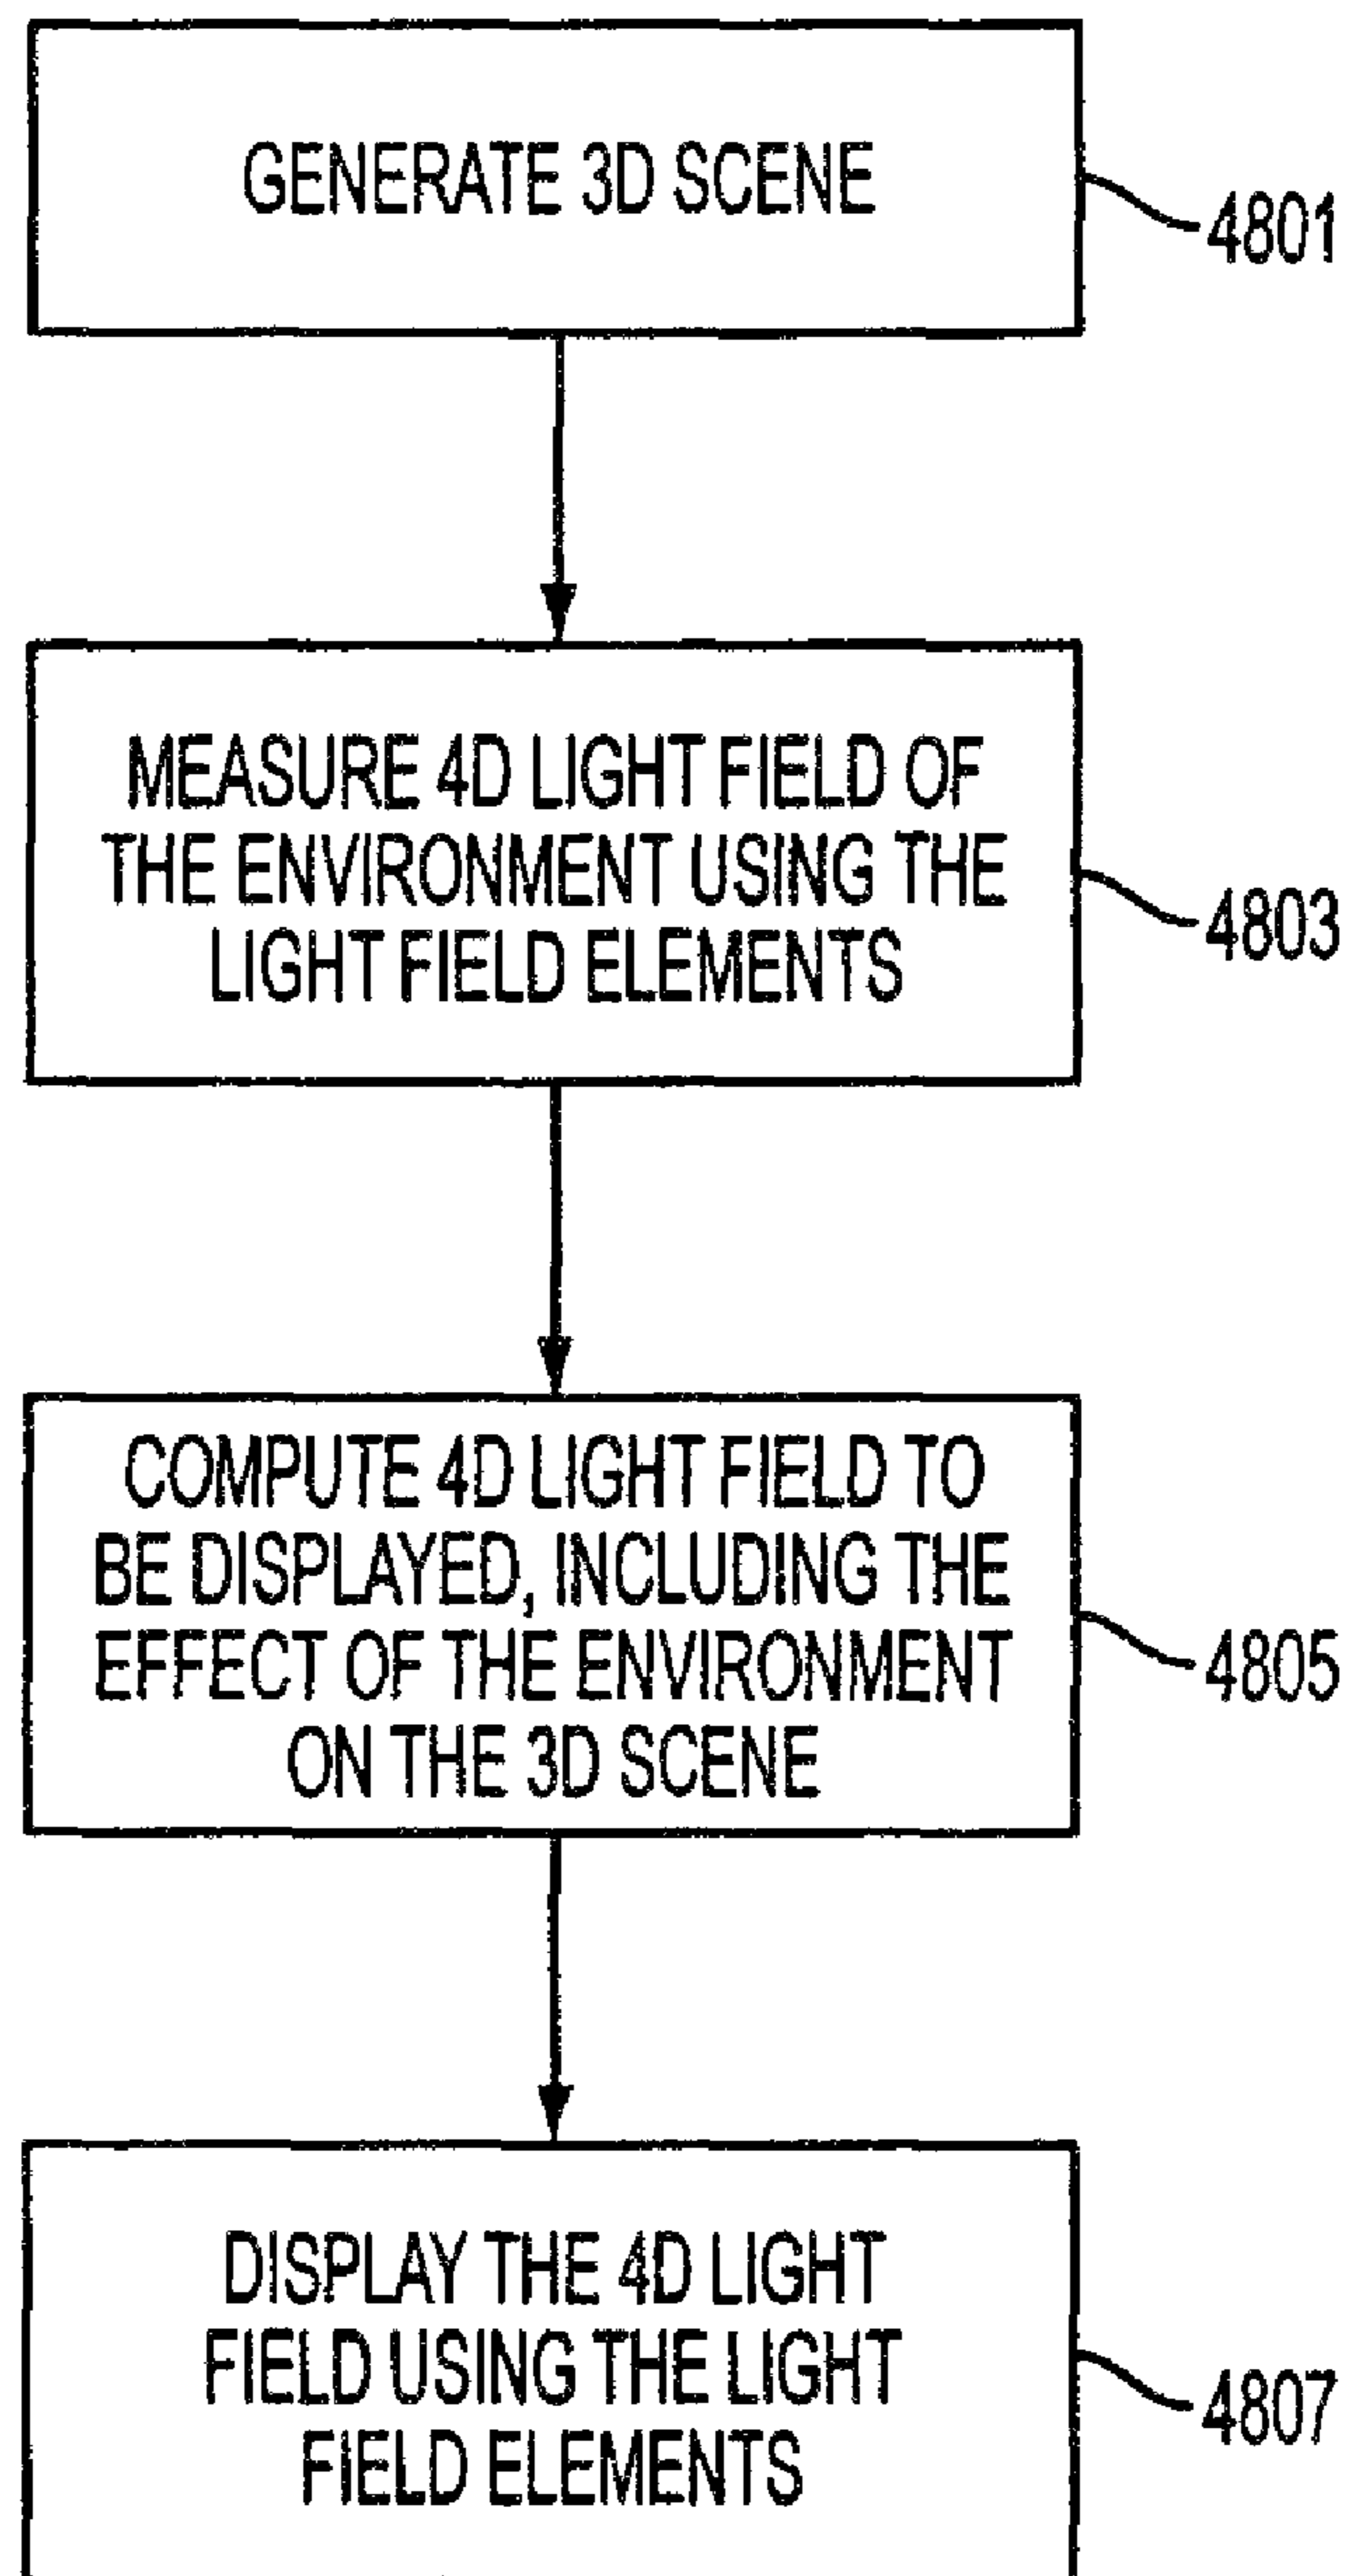 GENERATE 3D SCENE
4801
MEASURE 4D LIGHT FIELD OF
THE ENVIRONMENT USING THE
LIGHT FIELD ELEMENTS
4803
COMPUTE 4D LIGHT FIELD TO
BE DISPLAYED, INCLUDING THE
EFFECT OF THE ENVIRONMENT
ON THE 3D SCENE
4805
DISPLAY THE 4D LIGHT
FIELD USING THE LIGHT
FIELD ELEMENTS
4807